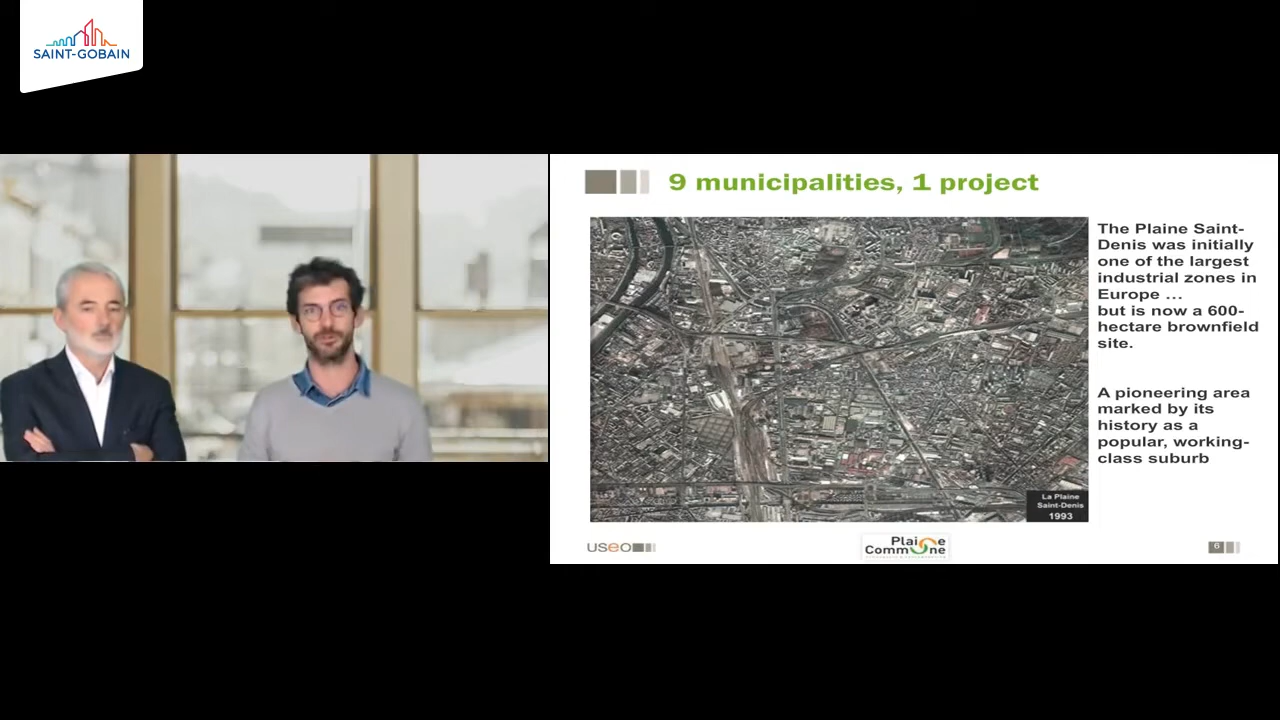 SAINT-GOBAIN
9 municipalities, 1 project
The Plaine Saint-
Denis was initially
one of the largest
industrial zones in
Europe ...
but is now a 600-
hectare brownfield
site.
A pioneering area
marked by its
history as a
popular, working-
class suburb
La Plaine
Saint-Denis
1993
USEO
Plaine
Commune
6